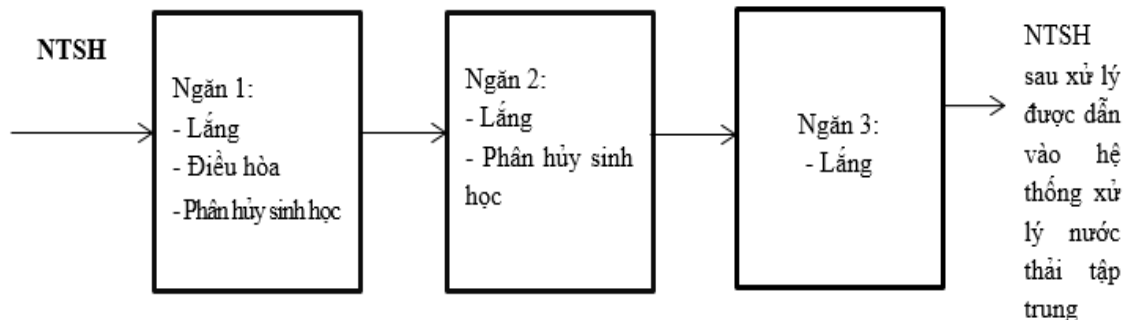 NTSH
Ngăn 1:
- Lắng
- Điều hòa
- Phân hủy sinh học
Ngăn 2:
- Lắng
- Phân hủy sinh
học
Ngăn 3:
- Lắng
NTSH
sau xử lý
được dẫn
vào hệ
thống xử
lý nước
thải tập
trung